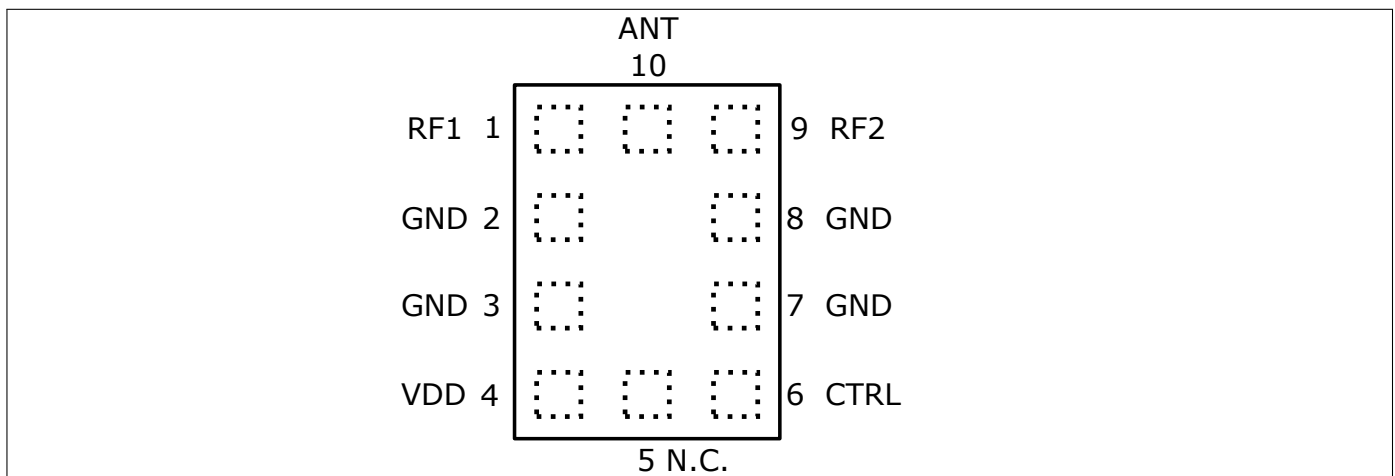 ANT
10
RF1 1
9 RF2
GND 2
8 GND
GND 3
7 GND
VDD 4
6 CTRL
5 N.C.